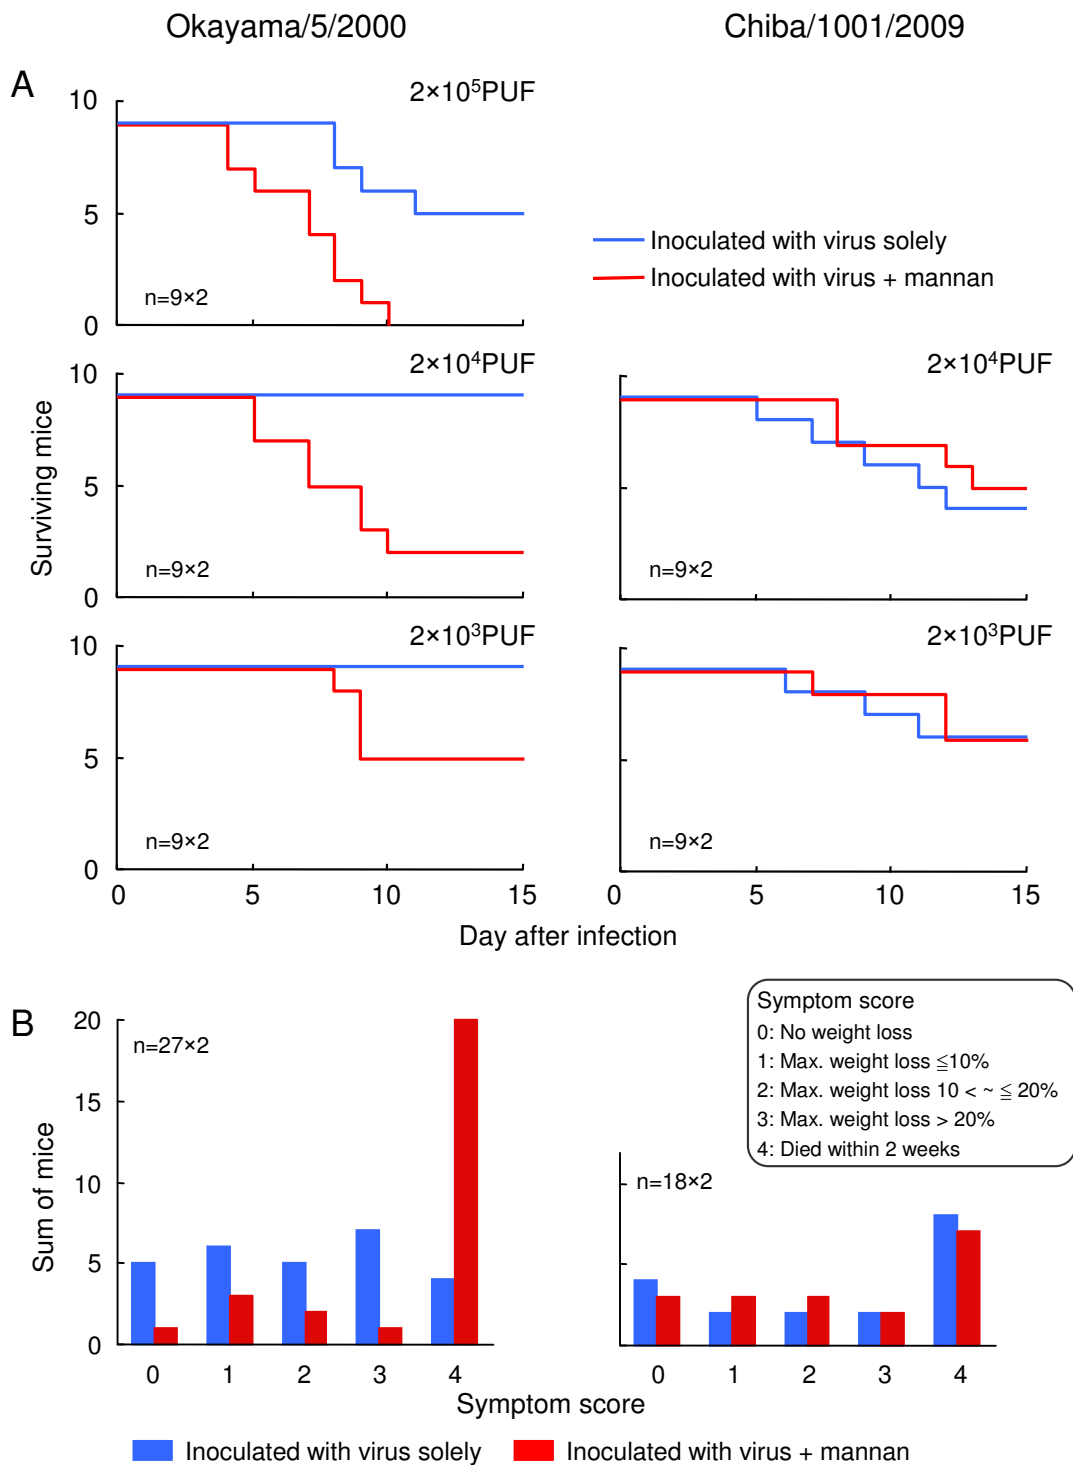 Okayama/5/2000
Chiba/1001/2009
A
10
2×10⁵PUF
5
n=9×2
0
Inoculated with virus solely
Inoculated with virus + mannan
10
2×10⁴PUF
2×10⁴PUF
Surviving mice
5
n=9×2
n=9×2
0
10
2×10³PUF
2×10³PUF
5
n=9×2
n=9×2
0
0 5 10 15
0 5 10 15
Day after infection
B
20
n=27×2
15
10
5
0
Sum of mice
Symptom score
0: No weight loss
1: Max. weight loss ≦10%
2: Max. weight loss 10 < ~ ≦ 20%
3: Max. weight loss > 20%
4: Died within 2 weeks
n=18×2
0 1 2 3 4
0 1 2 3 4
Symptom score
Inoculated with virus solely
Inoculated with virus + mannan